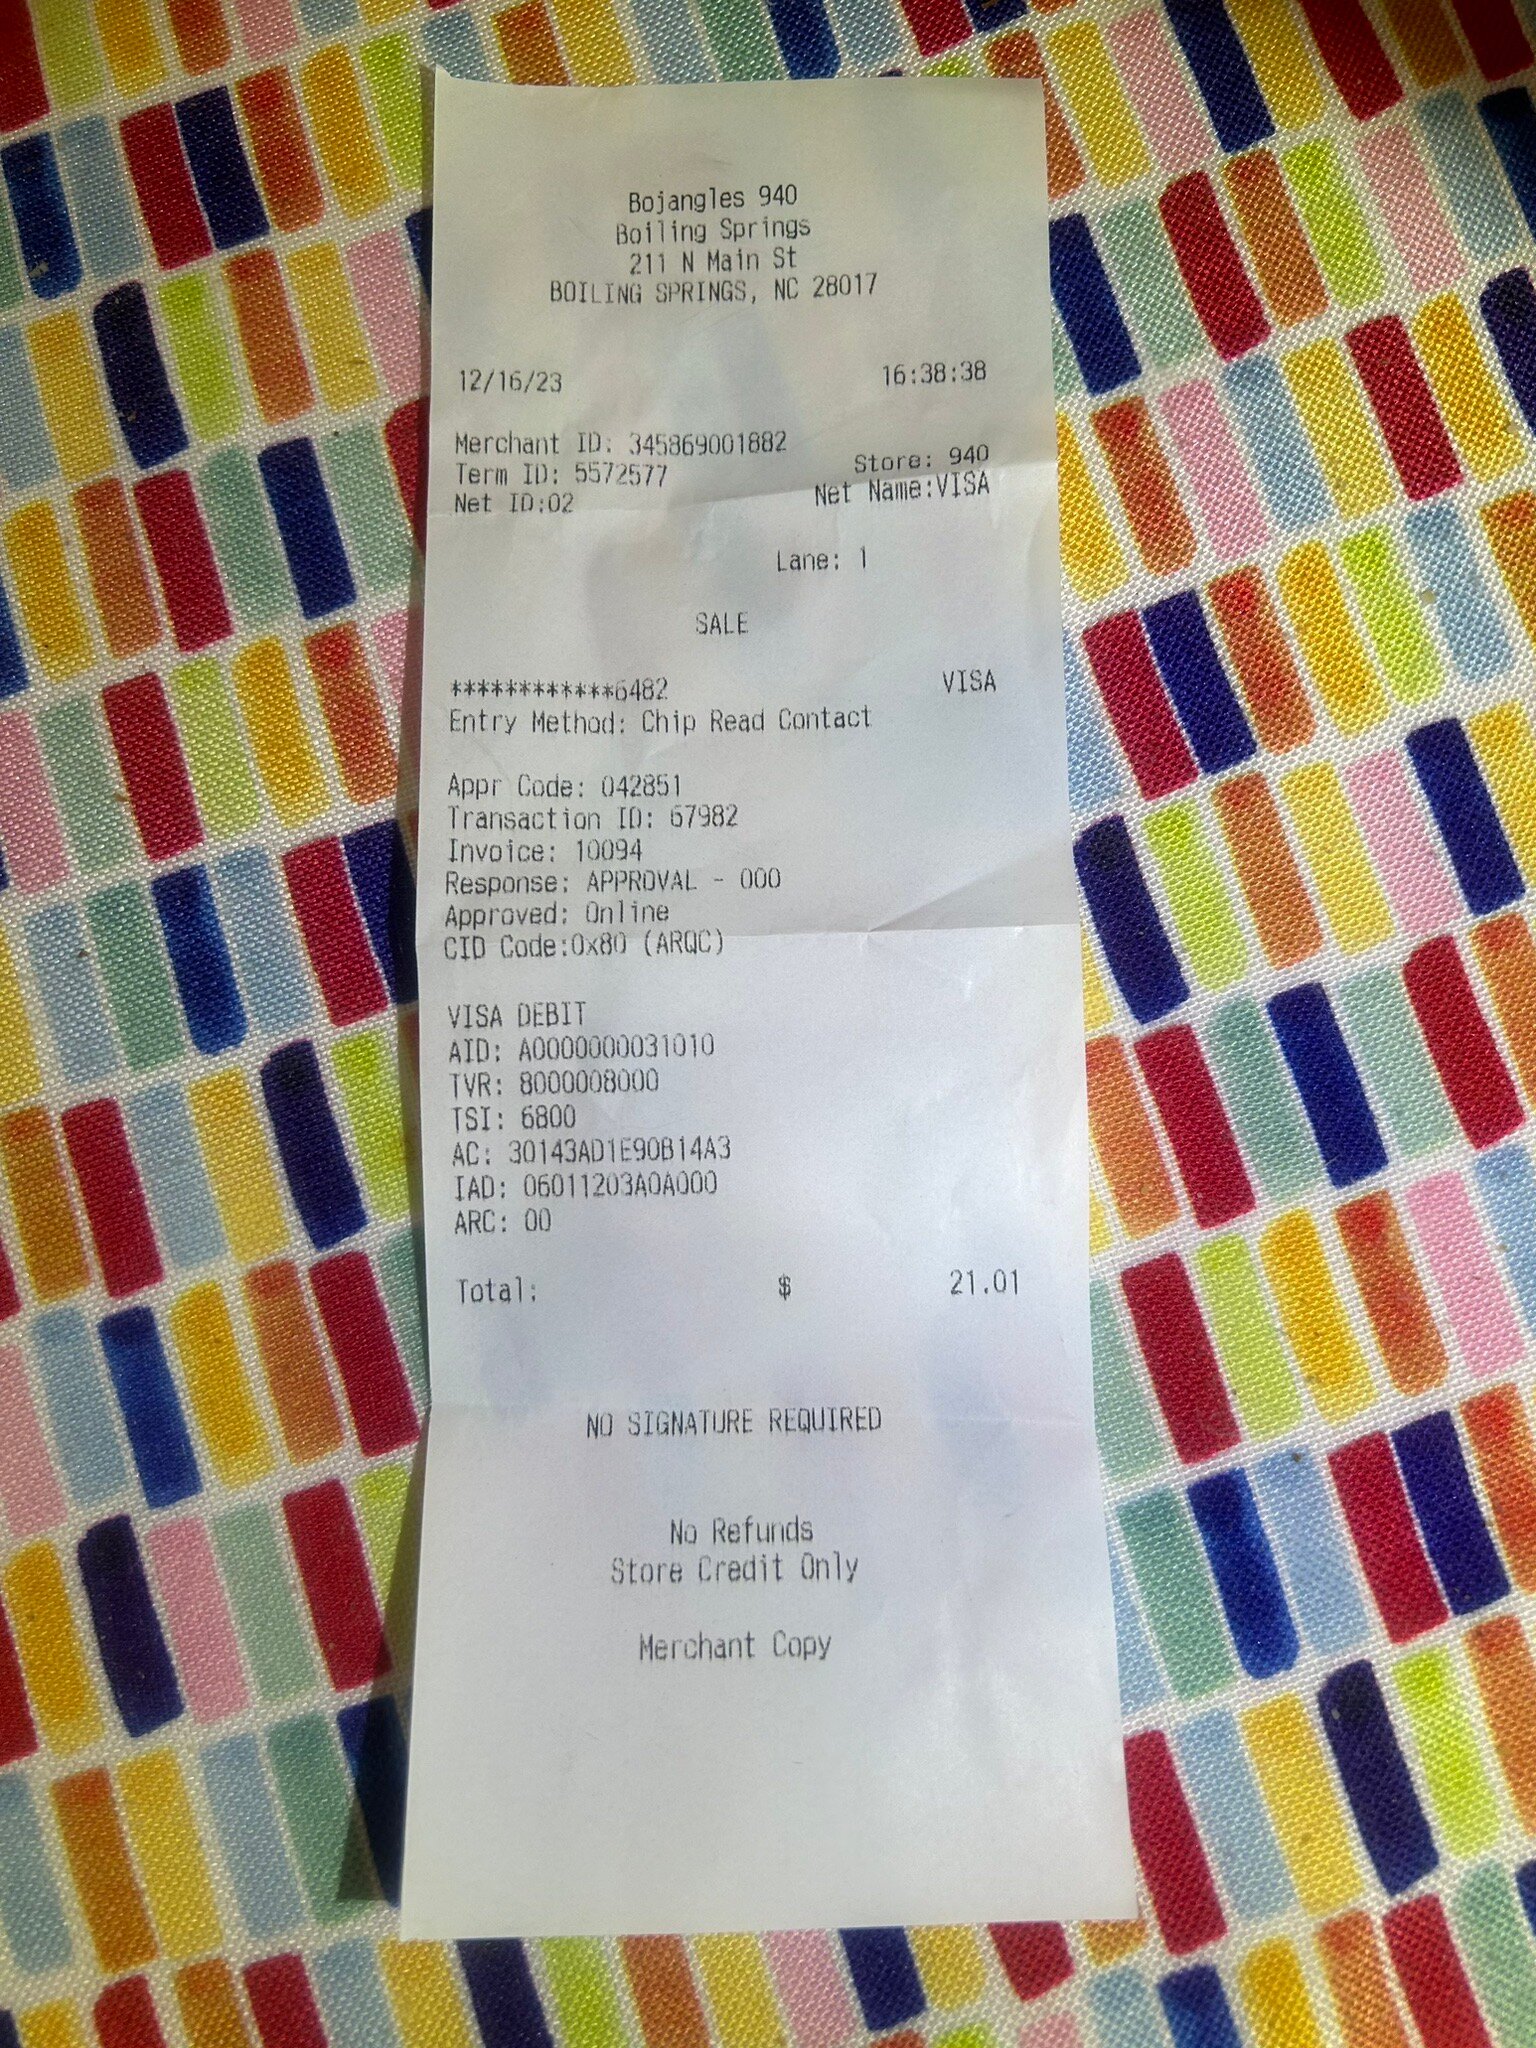 Bojangles 940
Boiling Springs
211 N Main St
BOILING SPRINGS, NC 28017
12/16/23 16:38:38
Merchant ID: 345869001882
Term ID: 5572577 Store: 940
Net ID:02 Net Name:VISA
Lane: 1
SALE
************6482 VISA
Entry Method: Chip Read Contact
Appr Code: 042851
Transaction ID: 67982
Invoice: 10094
Response: APPROVAL - 000
Approved: Online
CID Code:0x80 (ARQC)
VISA DEBIT
AID: A0000000031010
TVR: 8000008000
TSI: 6800
AC: 30143AD1E90B14A3
IAD: 06011203A0A000
ARC: 00
Total: $ 21.01
NO SIGNATURE REQUIRED
No Refunds
Store Credit Only
Merchant Copy